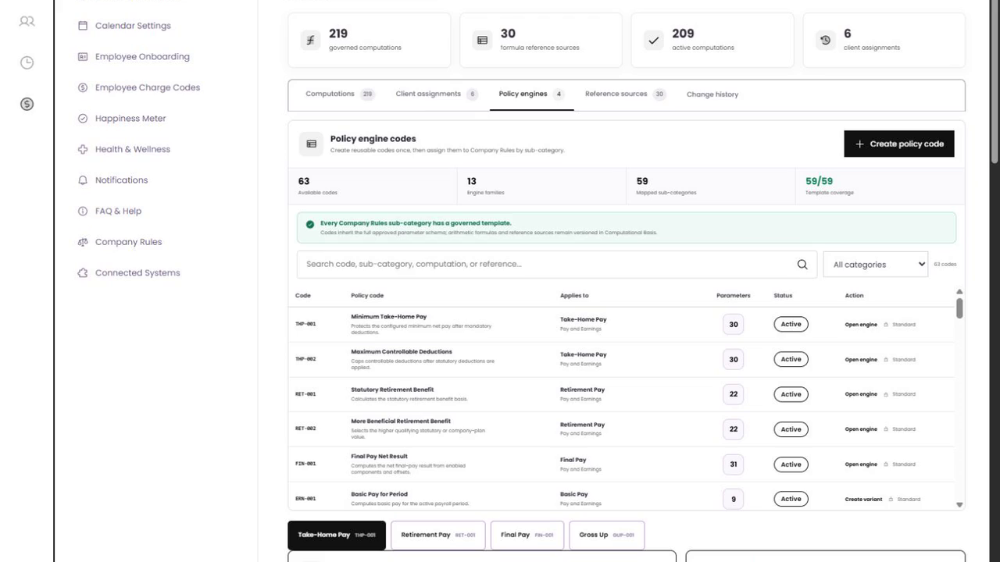 Calendar Settings
Employee Onboarding
Employee Charge Codes
Happiness Meter
Health & Wellness
Notifications
FAQ & Help
Company Rules
Connected Systems
219
governed computations
30
formula reference sources
209
active computations
6
client assignments
Computations 219 Client assignments 6 Policy engines 4 Reference sources 30 Change history
Policy engine codes
Create reusable codes once, then assign them to Company Rules by sub-category.
+ Create policy code
63
Available codes
13
Engine families
59
Mapped sub-categories
59/59
Template coverage
Every Company Rules sub-category has a governed template.
Codes inherit the full approved parameter schema; arithmetic formulas and reference sources remain versioned in Computational Basis.
Search code, sub-category, computation, or reference...
All categories
63 codes
Code Policy code Applies to Parameters Status Action
THP-001
Minimum Take-Home Pay
Protects the configured minimum net pay after mandatory
deductions.
Take-Home Pay
Pay and Earnings
30
Active
Open engine Standard
THP-002
Maximum Controllable Deductions
Caps controllable deductions after statutory deductions are
applied.
Take-Home Pay
Pay and Earnings
30
Active
Open engine Standard
RET-001
Statutory Retirement Benefit
Calculates the statutory retirement benefit basis.
Retirement Pay
Pay and Earnings
22
Active
Open engine Standard
RET-002
More Beneficial Retirement Benefit
Selects the higher qualifying statutory or company-plan
value.
Retirement Pay
Pay and Earnings
22
Active
Open engine Standard
FIN-001
Final Pay Net Result
Computes the net final-pay result from enabled
components and offsets.
Final Pay
Pay and Earnings
31
Active
Open engine Standard
ERN-001
Basic Pay for Period
Computes basic pay for the active payroll period.
Basic Pay
Pay and Earnings
9
Active
Create variant Standard
Take-Home Pay THP-001 Retirement Pay RET-001 Final Pay FIN-001 Gross Up GUP-001